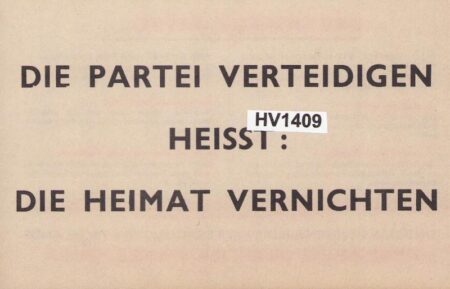 DIE PARTEI VERTEIDIGEN
HV1409
HEISST:
DIE HEIMAT VERNICHTEN